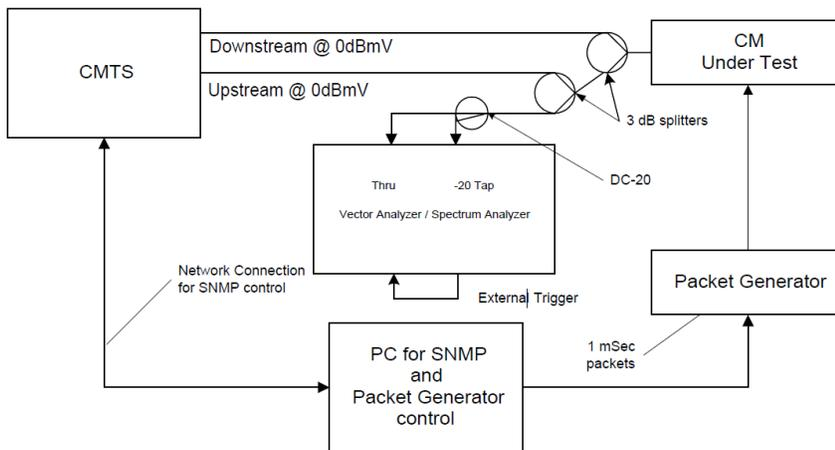 CMTS
Downstream @ 0dBmV
Upstream @ 0dBmV
CM
Under Test
3 dB splitters
DC-20
Thru
-20 Tap
Vector Analyzer / Spectrum Analyzer
External Trigger
Network Connection
for SNMP control
Packet Generator
1 mSec
packets
PC for SNMP
and
Packet Generator
control